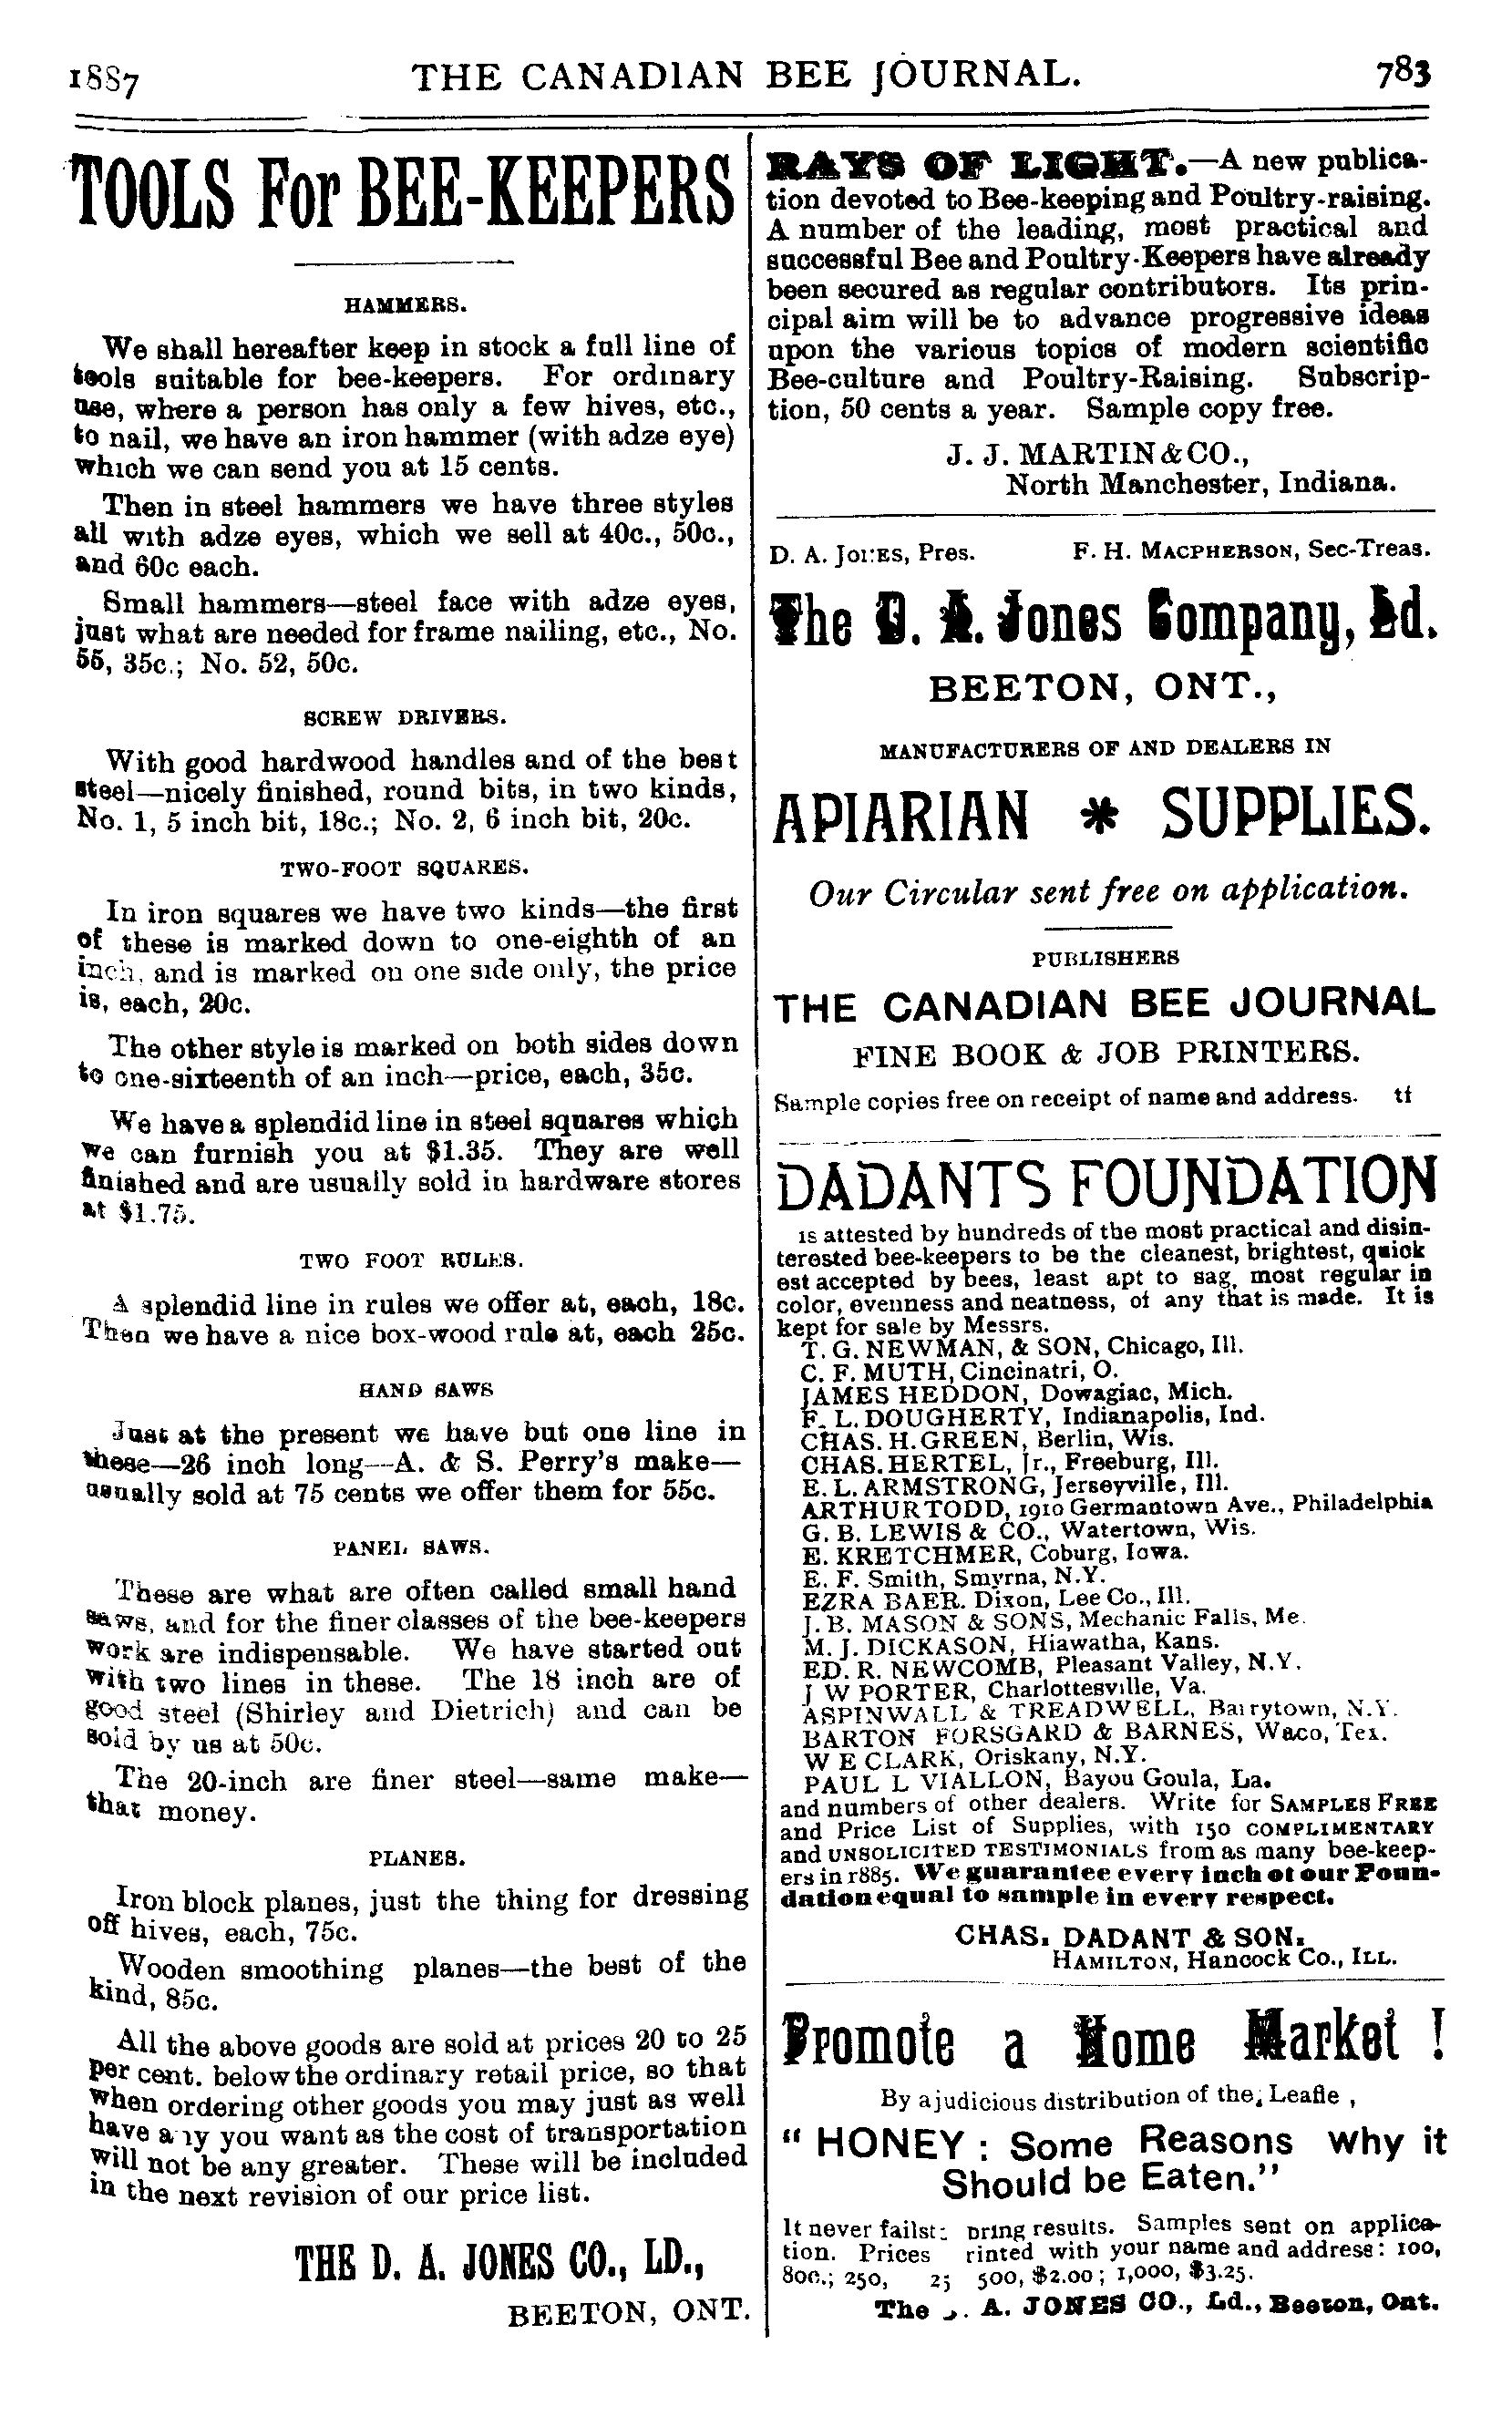 1887 THE CANADIAN BEE JOURNAL. 783
TOOLS For BEE-KEEPERS
HAMMERS.
We shall hereafter keep in stock a full line of
tools suitable for bee-keepers. For ordinary
use, where a person has only a few hives, etc.,
to nail, we have an iron hammer (with adze eye)
which we can send you at 15 cents.
Then in steel hammers we have three styles
all with adze eyes, which we sell at 40c., 50c.,
and 60c each.
Small hammers—steel face with adze eyes,
just what are needed for frame nailing, etc., No.
55, 35c.; No. 52, 50c.
SCREW DRIVERS.
With good hardwood handles and of the best
steel—nicely finished, round bits, in two kinds,
No. 1, 5 inch bit, 18c.; No. 2, 6 inch bit, 20c.
TWO-FOOT SQUARES.
In iron squares we have two kinds—the first
of these is marked down to one-eighth of an
inch, and is marked on one side only, the price
is, each, 20c.
The other style is marked on both sides down
to one-sixteenth of an inch—price, each, 35c.
We have a splendid line in steel squares which
we can furnish you at $1.35. They are well
finished and are usually sold in hardware stores
at $1.75.
TWO FOOT RULES.
A splendid line in rules we offer at, each, 18c.
Then we have a nice box-wood rule at, each 25c.
HAND SAWS
Just at the present we have but one line in
these—26 inch long—A. & S. Perry's make—
usually sold at 75 cents we offer them for 55c.
PANEL SAWS.
These are what are often called small hand
saws, and for the finer classes of the bee-keepers
work are indispensable. We have started out
with two lines in these. The 18 inch are of
good steel (Shirley and Dietrich) and can be
sold by us at 50c.
The 20-inch are finer steel—same make—
that money.
PLANES.
Iron block planes, just the thing for dressing
off hives, each, 75c.
Wooden smoothing planes—the best of the
kind, 85c.
All the above goods are sold at prices 20 to 25
per cent. below the ordinary retail price, so that
when ordering other goods you may just as well
have any you want as the cost of transportation
will not be any greater. These will be included
in the next revision of our price list.
THE D. A. JONES CO., LD.,
BEETON, ONT.
RAYS OF LIGHT.—A new publica-
tion devoted to Bee-keeping and Poultry-raising.
A number of the leading, most practical and
successful Bee and Poultry-Keepers have already
been secured as regular contributors. Its prin-
cipal aim will be to advance progressive ideas
upon the various topics of modern scientific
Bee-culture and Poultry-Raising. Subscrip-
tion, 50 cents a year. Sample copy free.
J. J. MARTIN & CO.,
North Manchester, Indiana.
D. A. JONES, Pres. F. H. MACPHERSON, Sec-Treas.
The D. A. Jones Company, Ld.
BEETON, ONT.,
MANUFACTURERS OF AND DEALERS IN
APIARIAN * SUPPLIES.
Our Circular sent free on application.
PUBLISHERS
THE CANADIAN BEE JOURNAL
FINE BOOK & JOB PRINTERS.
Sample copies free on receipt of name and address. tf
DADANTS FOUNDATION
is attested by hundreds of the most practical and disin-
terested bee-keepers to be the cleanest, brightest, quick
est accepted by bees, least apt to sag, most regular in
color, evenness and neatness, of any that is made. It is
kept for sale by Messrs.
T. G. NEWMAN, & SON, Chicago, Ill.
C. F. MUTH, Cincinatri, O.
JAMES HEDDON, Dowagiac, Mich.
F. L. DOUGHERTY, Indianapolis, Ind.
CHAS. H. GREEN, Berlin, Wis.
CHAS. HERTEL, Jr., Freeburg, Ill.
E. L. ARMSTRONG, Jerseyville, Ill.
ARTHUR TODD, 1910 Germantown Ave., Philadelphia
G. B. LEWIS & CO., Watertown, Wis.
E. KRETCHMER, Coburg, Iowa.
E. F. Smith, Smyrna, N.Y.
EZRA BAER. Dixon, Lee Co., Ill.
J. B. MASON & SONS, Mechanic Falls, Me.
M. J. DICKASON, Hiawatha, Kans.
ED. R. NEWCOMB, Pleasant Valley, N.Y.
J W PORTER, Charlottesville, Va.
ASPINWALL & TREADWELL, Barrytown, N.Y.
BARTON FORSGARD & BARNES, Waco, Tex.
W E CLARK, Oriskany, N.Y.
PAUL L VIALLON, Bayou Goula, La.
and numbers of other dealers. Write for SAMPLES FREE
and Price List of Supplies, with 150 COMPLIMENTARY
and UNSOLICITED TESTIMONIALS from as many bee-keep-
ers in 1885. We guarantee every inch of our Foun-
dation equal to sample in every respect.
CHAS. DADANT & SON.
HAMILTON, Hancock Co., ILL.
Promote a Home Market !
By a judicious distribution of the Leafle ,
" HONEY : Some Reasons why it
Should be Eaten."
It never fails t: bring results. Samples sent on applica-
tion. Prices rinted with your name and address: 100,
80c.; 250, 500, $2.00; 1,000, $3.25.
The . A. JONES CO., Ld., Beeton, Ont.